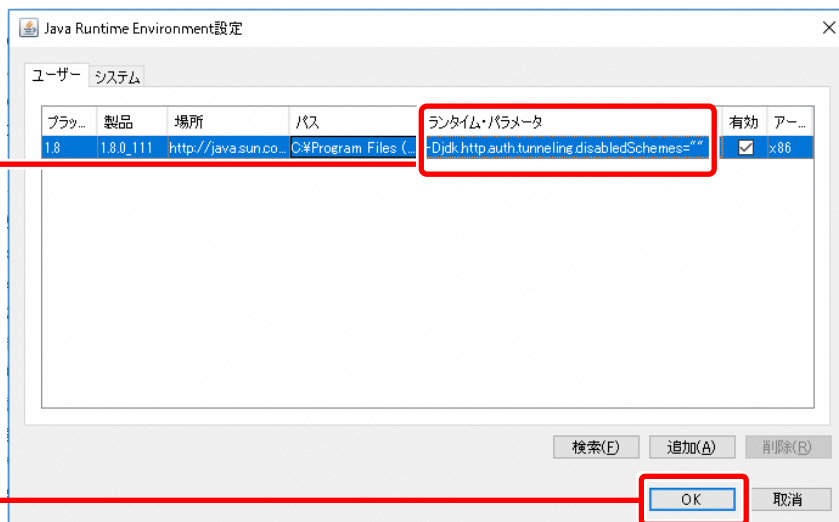 Java Runtime Environment設定
ユーザー システム
プラッ... 製品 場所 パス ランタイム・パラメータ 有効 アー...
1.8 1.8.0_111 http://java.sun.co... C:¥Program Files (... -Djdk.http.auth.tunneling.disabledSchemes="" x86
検索(F) 追加(A) 削除(R)
OK 取消